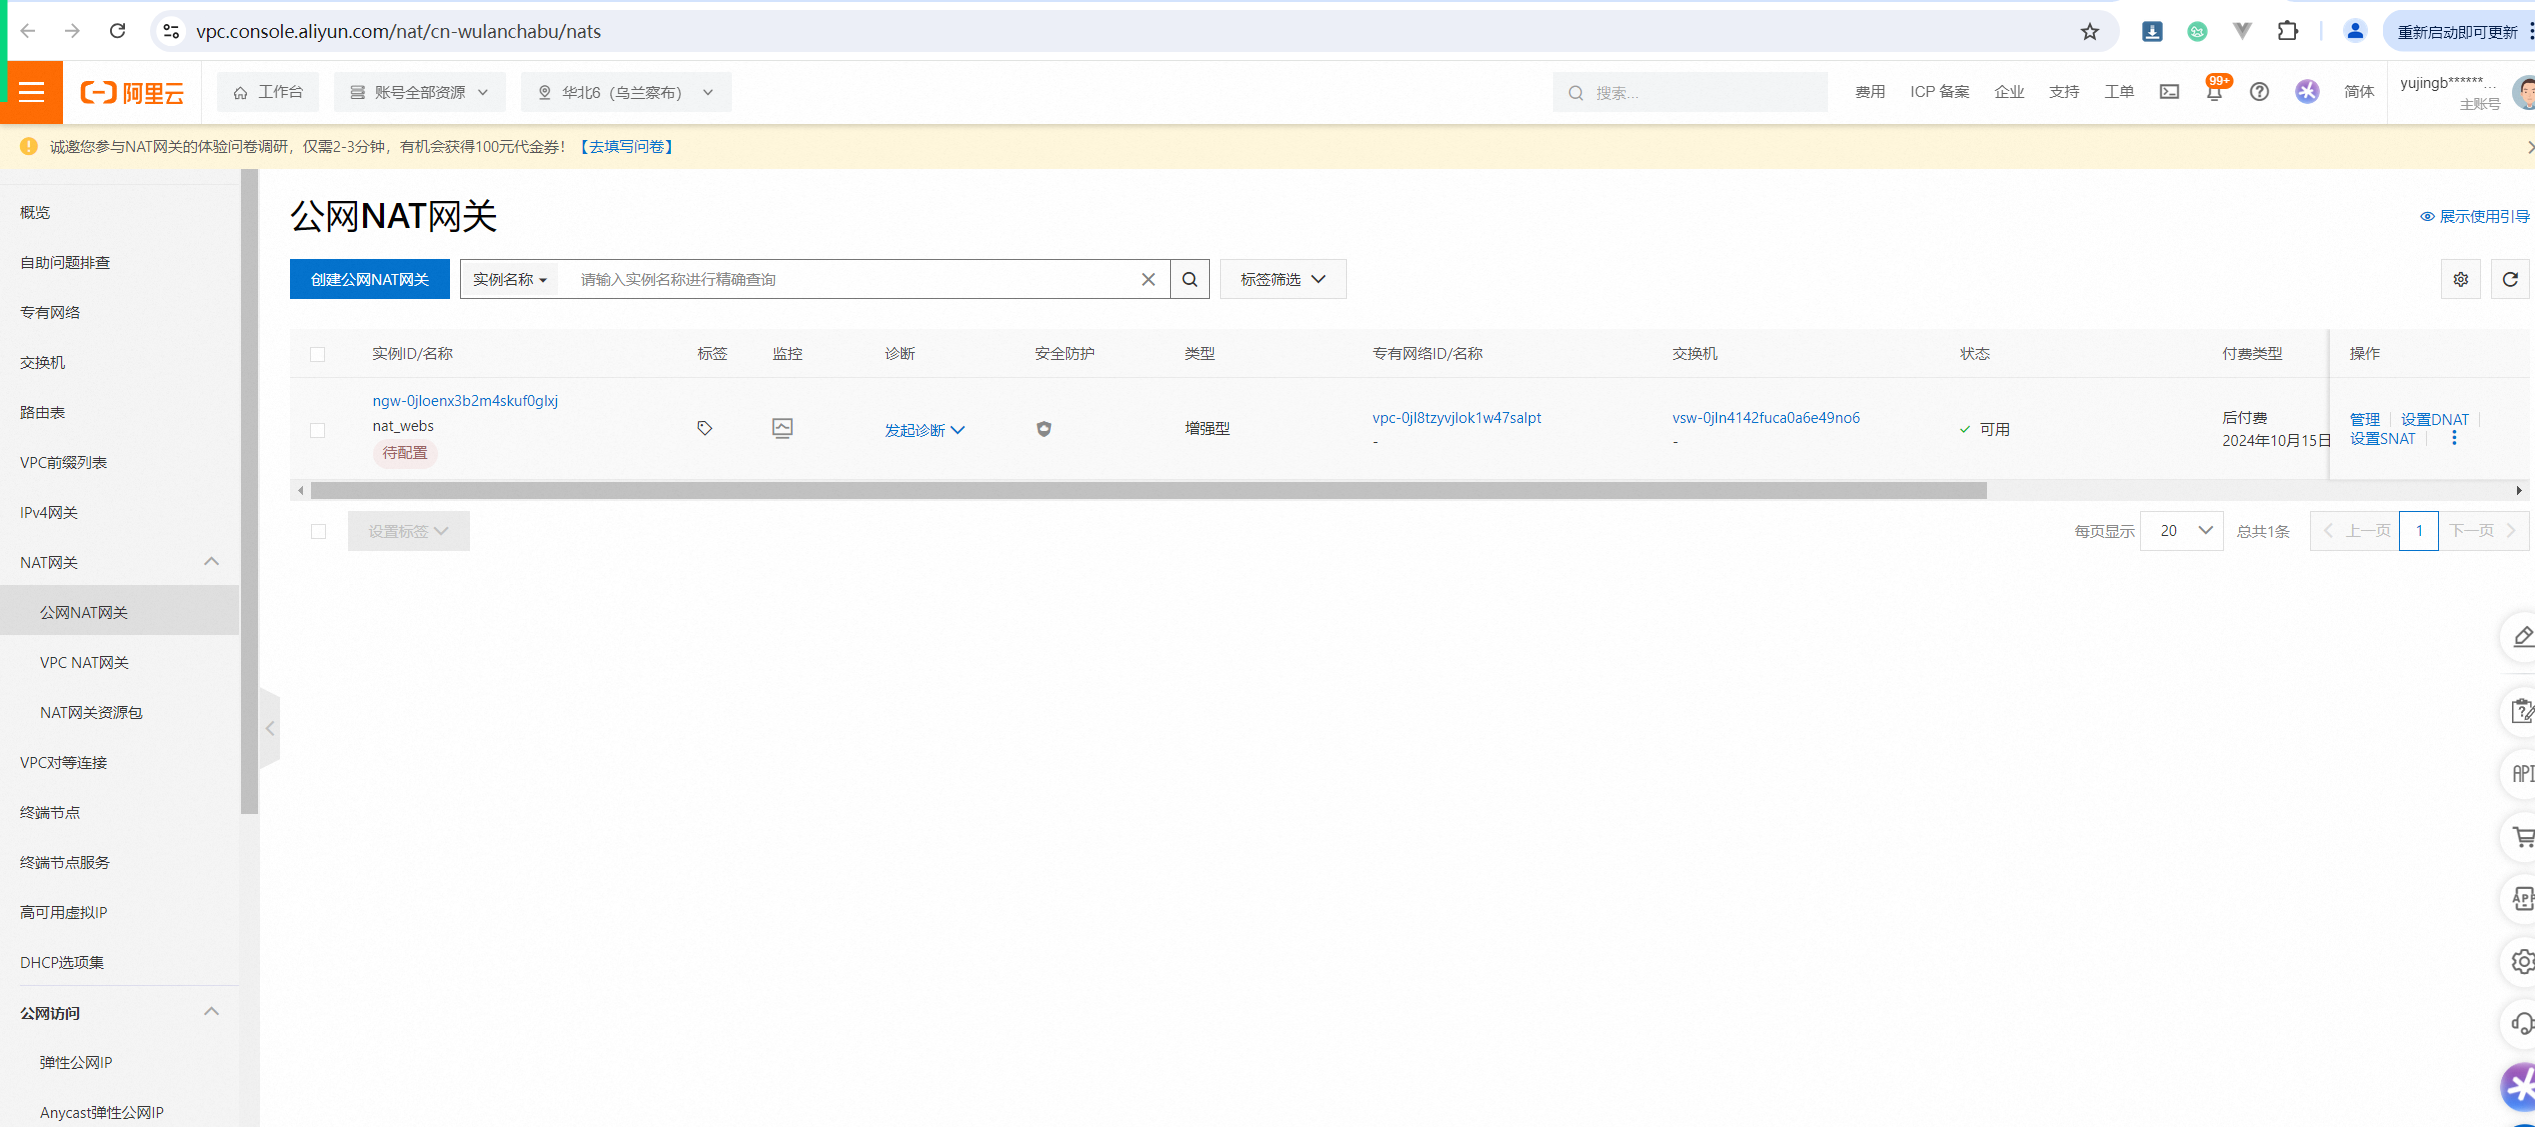 vpc.console.aliyun.com/nat/cn-wulanchabu/nats
重新启动即可更新
阿里云
工作台
账号全部资源
华北6（乌兰察布）
搜索...
费用
ICP 备案
企业
支持
工单
99+
简体
yujingb******...
主账号
诚邀您参与NAT网关的体验问卷调研，仅需2-3分钟，有机会获得100元代金券！【去填写问卷】
概览
自助问题排查
专有网络
交换机
路由表
VPC前缀列表
IPv4网关
NAT网关
公网NAT网关
VPC NAT网关
NAT网关资源包
VPC对等连接
终端节点
终端节点服务
高可用虚拟IP
DHCP选项集
公网访问
弹性公网IP
Anycast弹性公网IP
公网NAT网关
展示使用引导
创建公网NAT网关
实例名称
请输入实例名称进行精确查询
标签筛选
实例ID/名称 标签 监控 诊断 安全防护 类型 专有网络ID/名称 交换机 状态 付费类型 操作
ngw-0jloenx3b2m4skuf0glxj
nat_webs
待配置
发起诊断
增强型
vpc-0jl8tzyvjlok1w47salpt
-
vsw-0jln4142fuca0a6e49no6
-
可用
后付费
2024年10月15日
管理 设置DNAT
设置SNAT
设置标签
每页显示 20 总共1条 上一页 1 下一页
API
APP